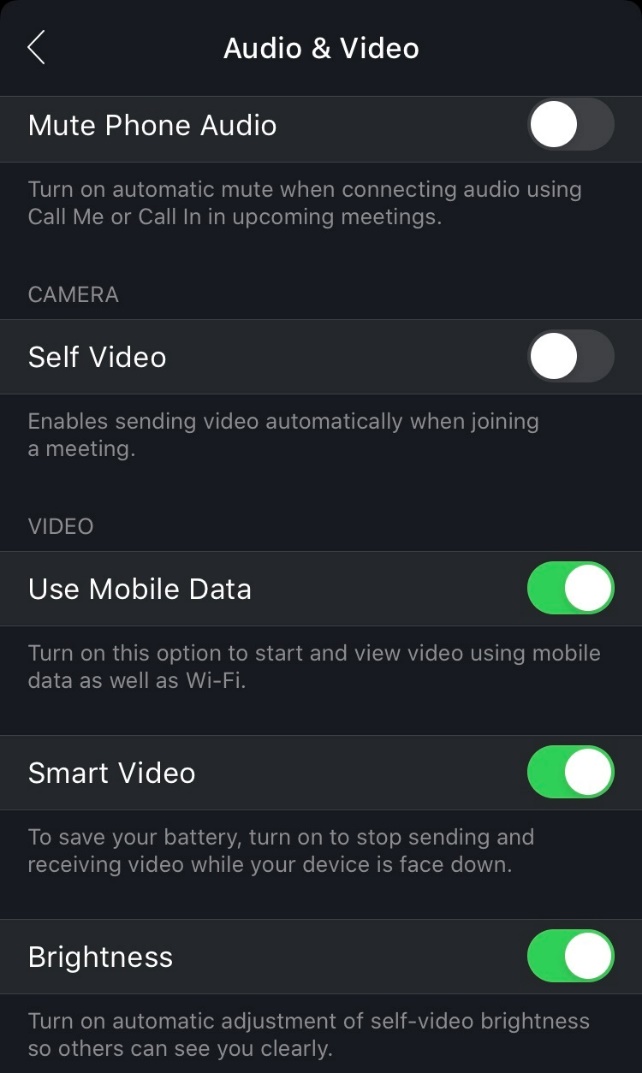 Audio & Video
Mute Phone Audio
Turn on automatic mute when connecting audio using
Call Me or Call In in upcoming meetings.
CAMERA
Self Video
Enables sending video automatically when joining
a meeting.
VIDEO
Use Mobile Data
Turn on this option to start and view video using mobile
data as well as Wi-Fi.
Smart Video
To save your battery, turn on to stop sending and
receiving video while your device is face down.
Brightness
Turn on automatic adjustment of self-video brightness
so others can see you clearly.